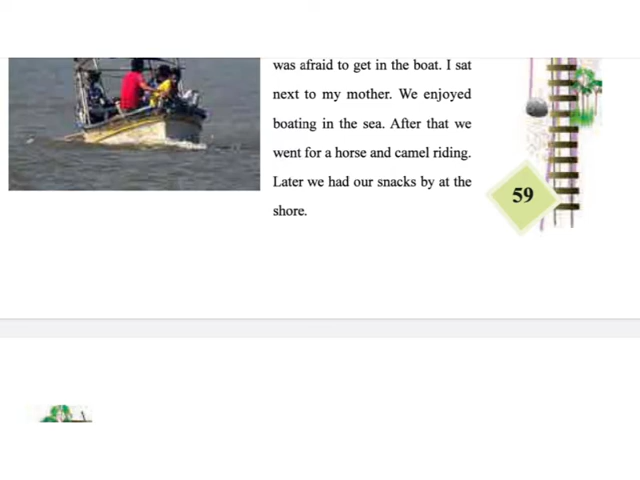 was afraid to get in the boat. I sat
next to my mother. We enjoyed
boating in the sea. After that we
went for a horse and camel riding.
Later we had our snacks by at the
shore.
59